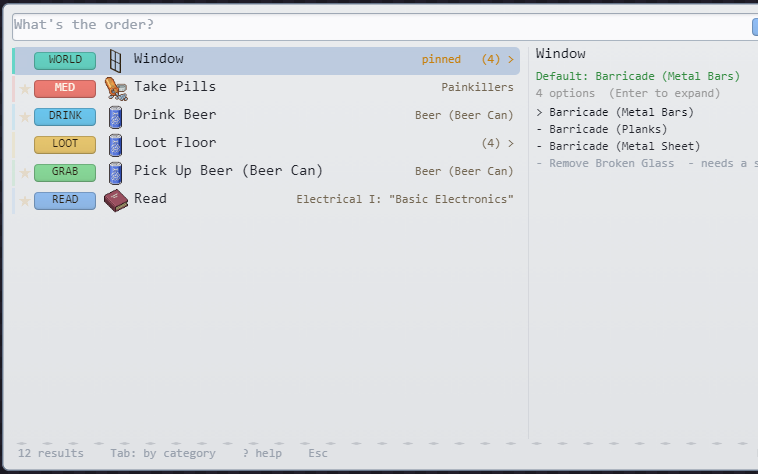 What's the order?
WORLD Window pinned (4) >
MED Take Pills Painkillers
DRINK Drink Beer Beer (Beer Can)
LOOT Loot Floor (4) >
GRAB Pick Up Beer (Beer Can) Beer (Beer Can)
READ Read Electrical I: "Basic Electronics"
Window
Default: Barricade (Metal Bars)
4 options (Enter to expand)
> Barricade (Metal Bars)
- Barricade (Planks)
- Barricade (Metal Sheet)
- Remove Broken Glass - needs a
12 results Tab: by category ? help Esc